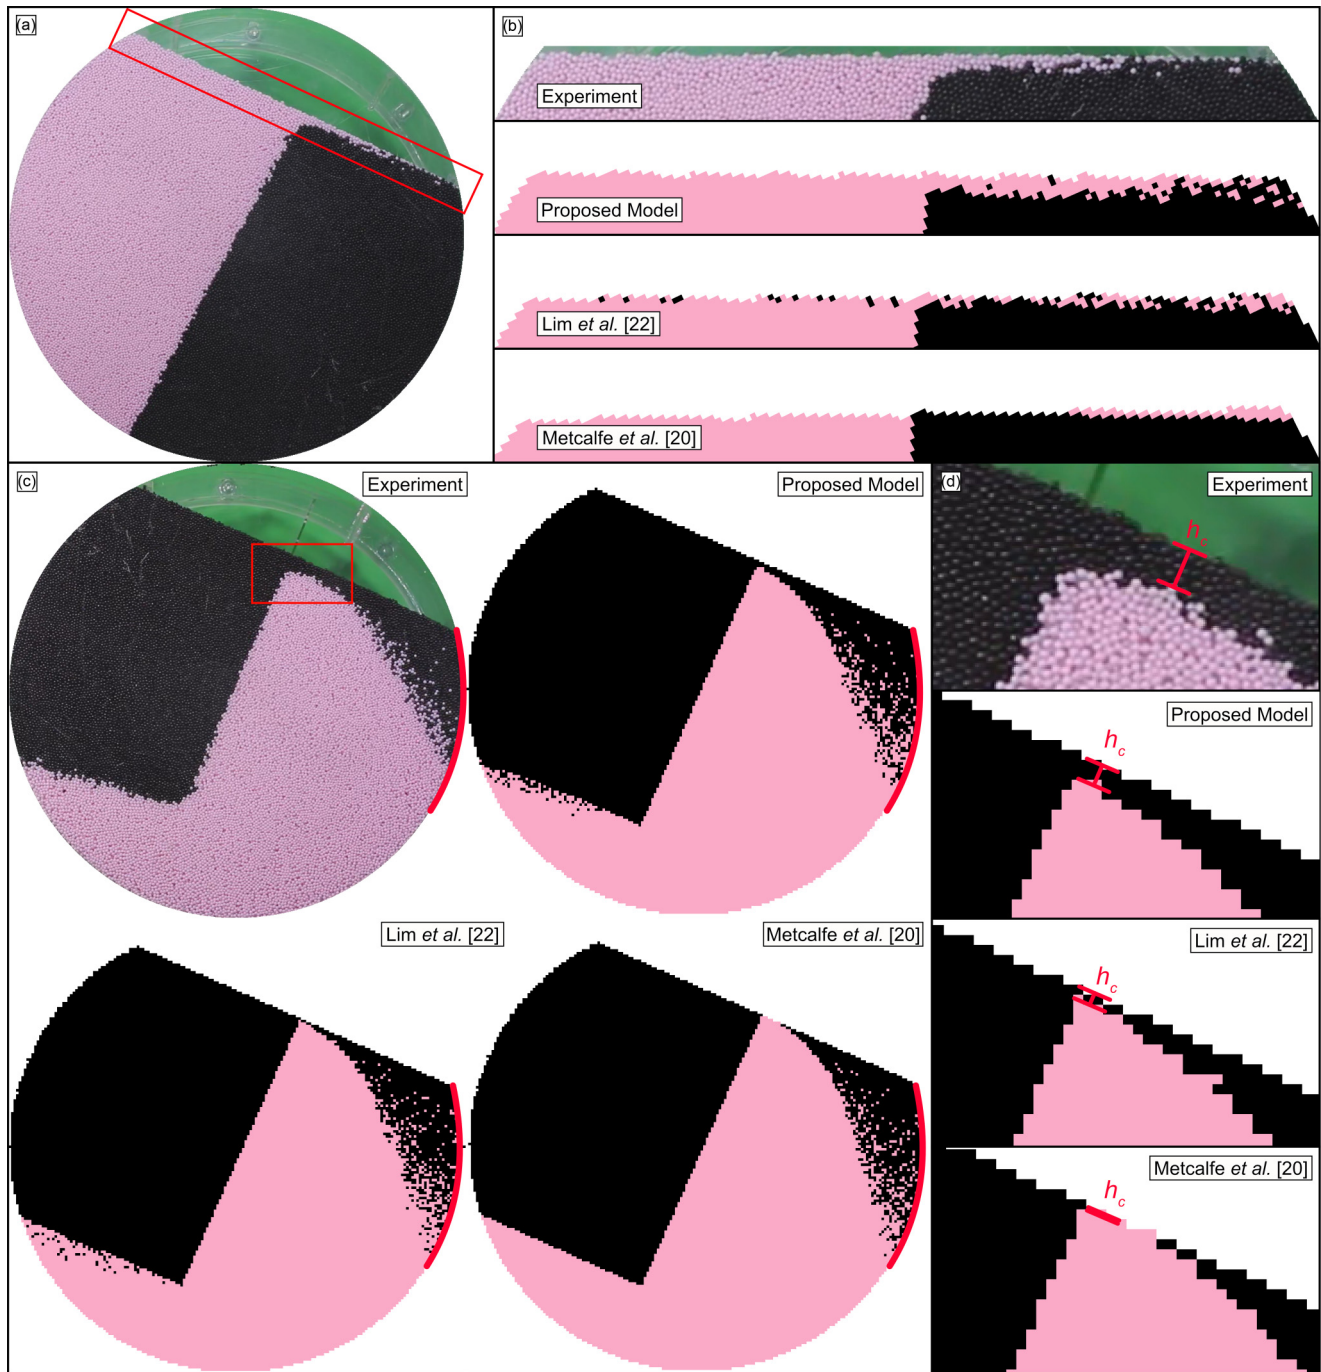 (a)
(b)
Experiment
Proposed Model
Lim et al. [22]
Metcalfe et al. [20]
(c)
Experiment
Proposed Model
Lim et al. [22]
Metcalfe et al. [20]
(d)
Experiment
h_c
Proposed Model
h_c
Lim et al. [22]
h_c
Metcalfe et al. [20]
h_c